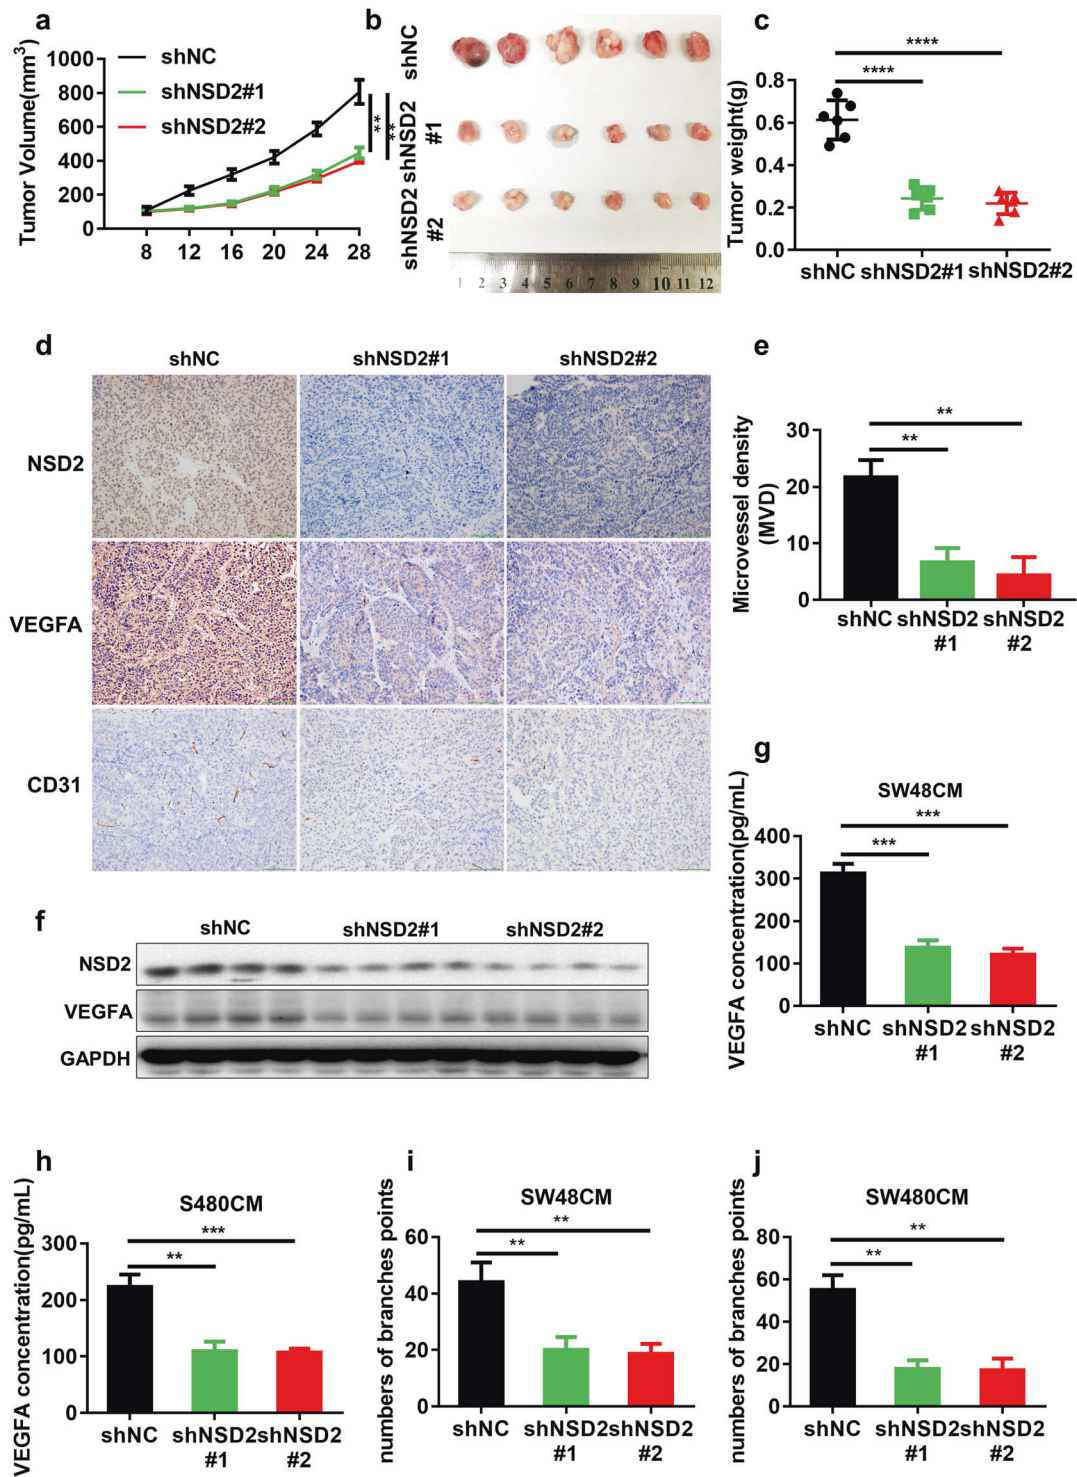 a
Tumor Volume(mm3)
1000
800
600
400
200
0
8 12 16 20 24 28
shNC
shNSD2#1
shNSD2#2
**
**
b
shNC
shNSD2
#1
shNSD2
#2
1 2 3 4 5 6 7 8 9 10 11 12
c
Tumor weight(g)
0.8
0.6
0.4
0.2
0.0
****
****
shNC shNSD2#1 shNSD2#2
d
shNC shNSD2#1 shNSD2#2
NSD2
VEGFA
CD31
e
Microvessel density
(MVD)
30
20
10
0
**
**
shNC shNSD2 shNSD2
#1 #2
f
shNC shNSD2#1 shNSD2#2
NSD2
VEGFA
GAPDH
g
SW48CM
VEGFA concentration(pg/mL)
400
300
200
100
0
***
***
shNC shNSD2 shNSD2
#1 #2
h
S480CM
VEGFA concentration(pg/mL)
300
200
100
0
***
**
shNC shNSD2 shNSD2
#1 #2
i
SW48CM
numbers of branches points
60
40
20
0
**
**
shNC shNSD2 shNSD2
#1 #2
j
SW480CM
numbers of branches points
80
60
40
20
0
**
**
shNC shNSD2 shNSD2
#1 #2